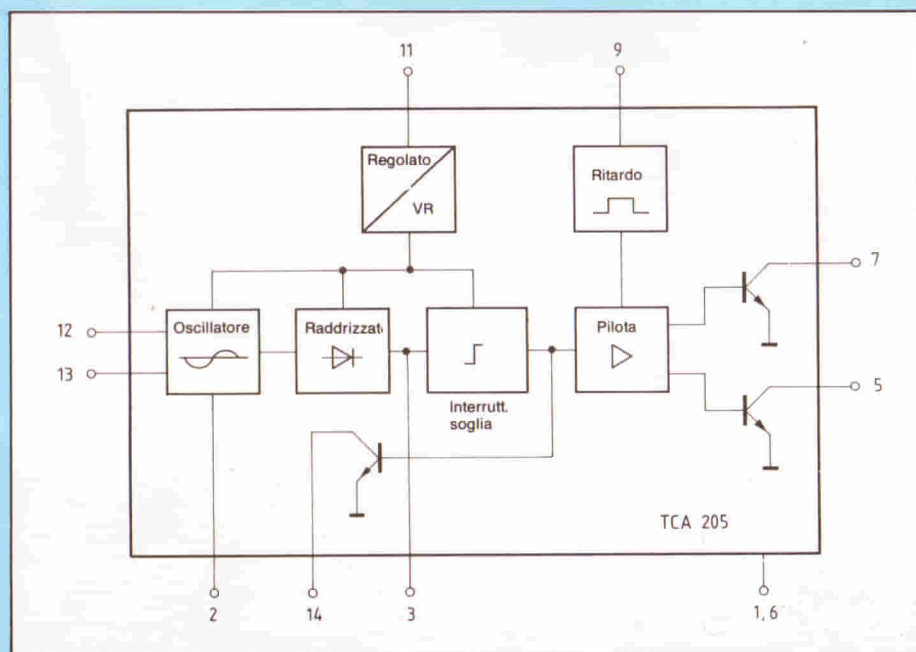 11
9
Regolato
VR
Ritardo
7
12
13
Oscillatore
Raddrizzat
Interrutt.
soglia
Pilota
5
TCA 205
2
14
3
1,6